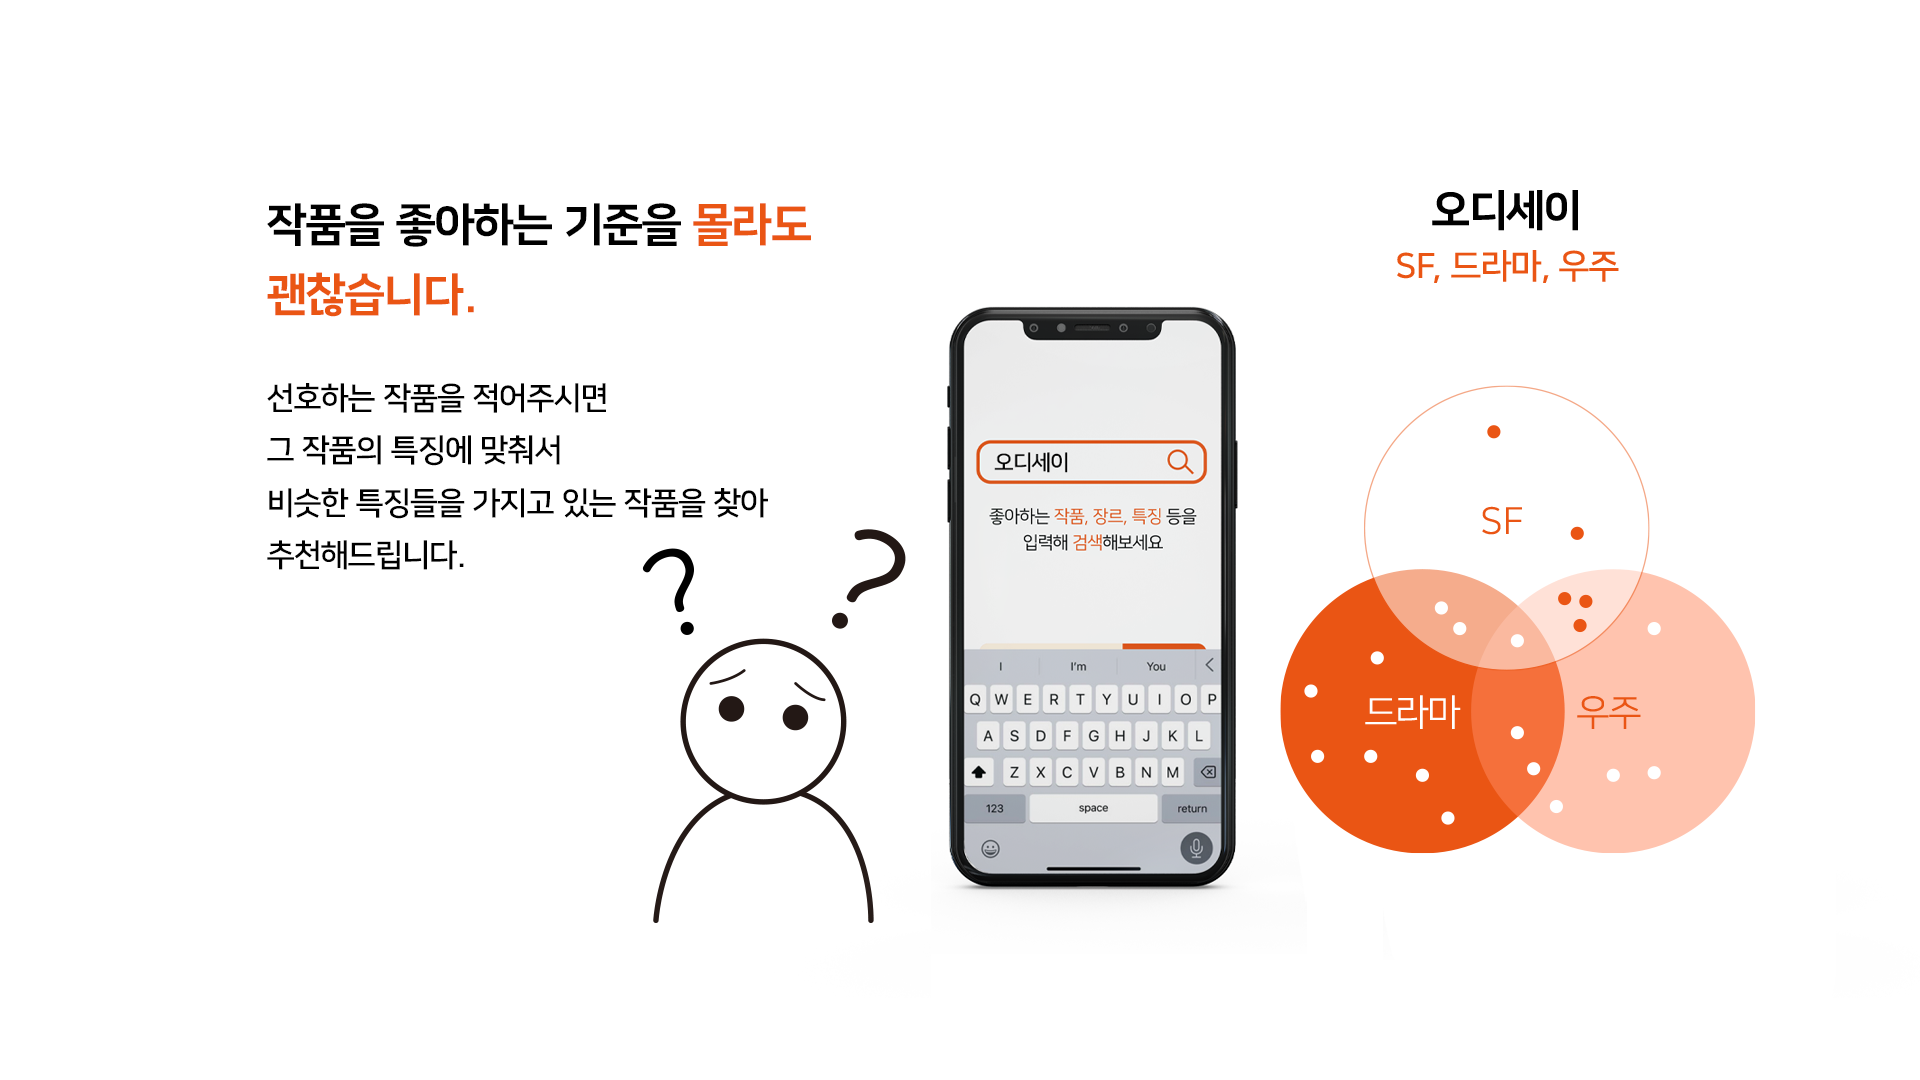 작품을 좋아하는 기준을 몰라도
괜찮습니다.
선호하는 작품을 적어주시면
그 작품의 특징에 맞춰서
비슷한 특징들을 가지고 있는 작품을 찾아
추천해드립니다.
? ?
오디세이
좋아하는 작품, 장르, 특징 등을
입력해 검색해보세요
I I'm You
Q W E R T Y U I O P
A S D F G H J K L
Z X C V B N M
123 space return
오디세이
SF, 드라마, 우주
SF
드라마 우주